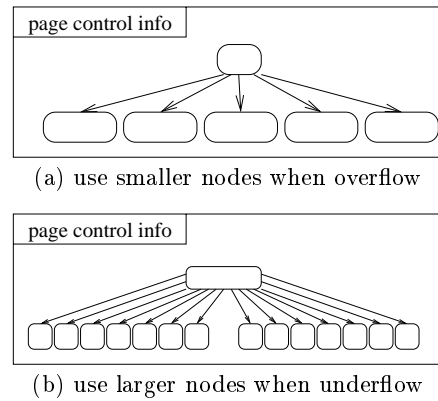 page control info
(a) use smaller nodes when overflow
page control info
(b) use larger nodes when underflow